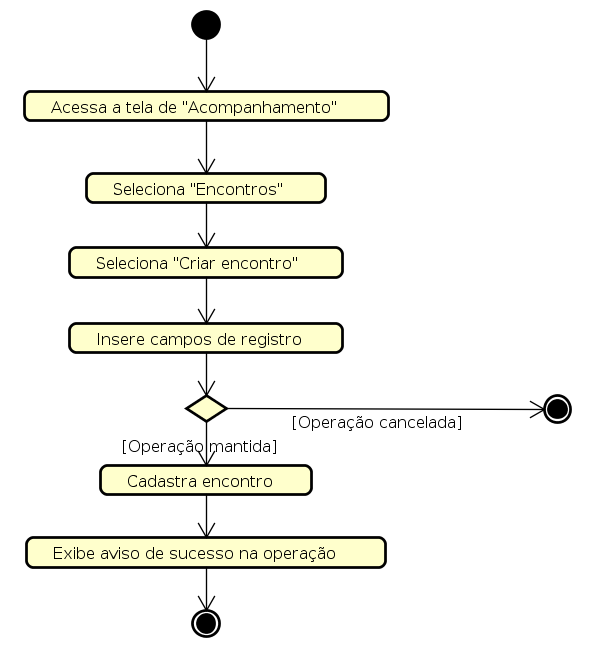 Acessa a tela de "Acompanhamento"
Seleciona "Encontros"
Seleciona "Criar encontro"
Insere campos de registro
[Operação cancelada]
[Operação mantida]
Cadastra encontro
Exibe aviso de sucesso na operação